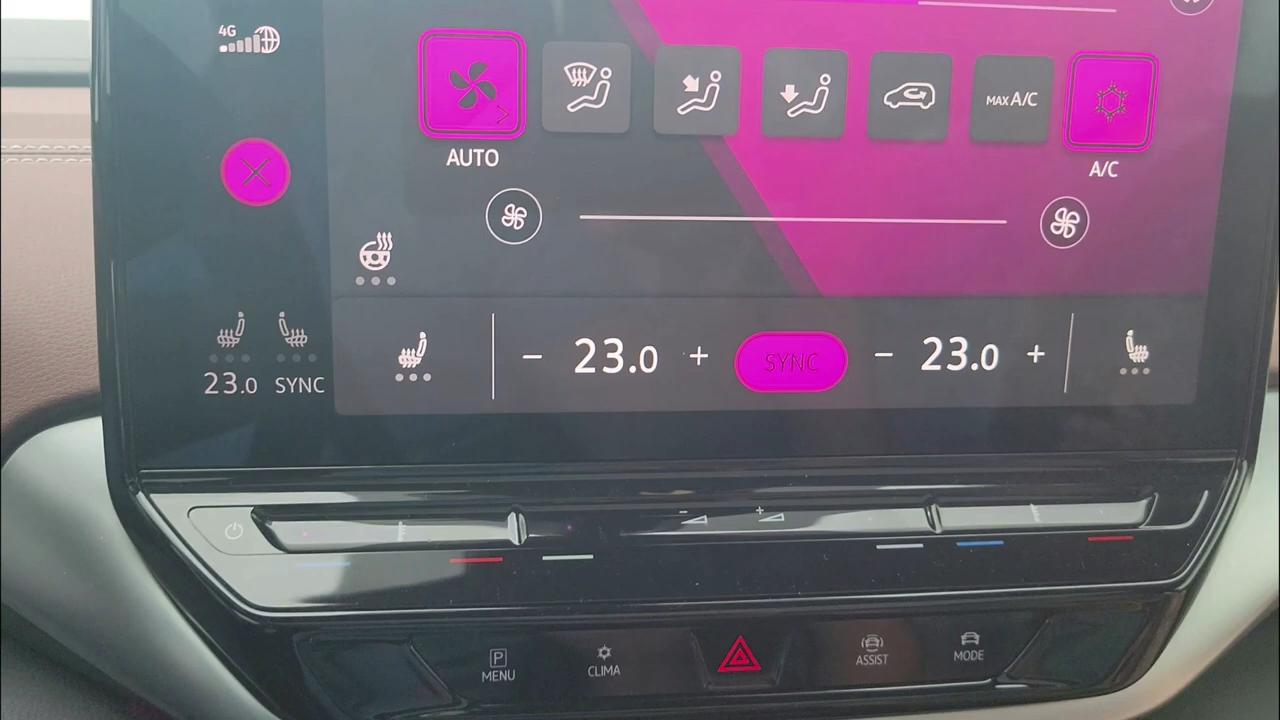 4G
MAX A/C
AUTO
A/C
- 23.0 + SYNC - 23.0 +
23.0 SYNC
- +
P
MENU
CLIMA
ASSIST
MODE